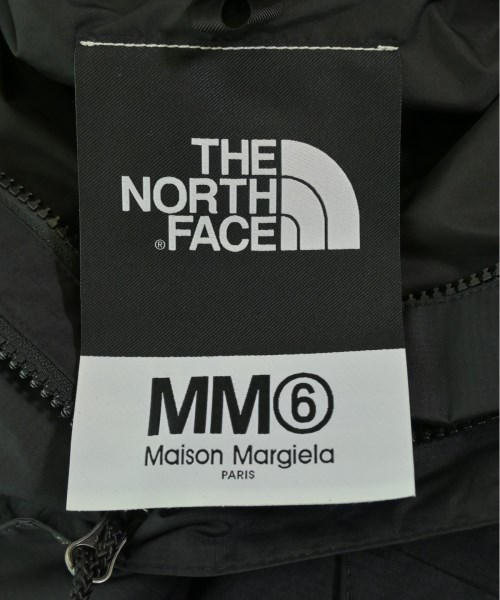 THE
NORTH
®FACE
MM⑥
Maison Margiela
PARIS